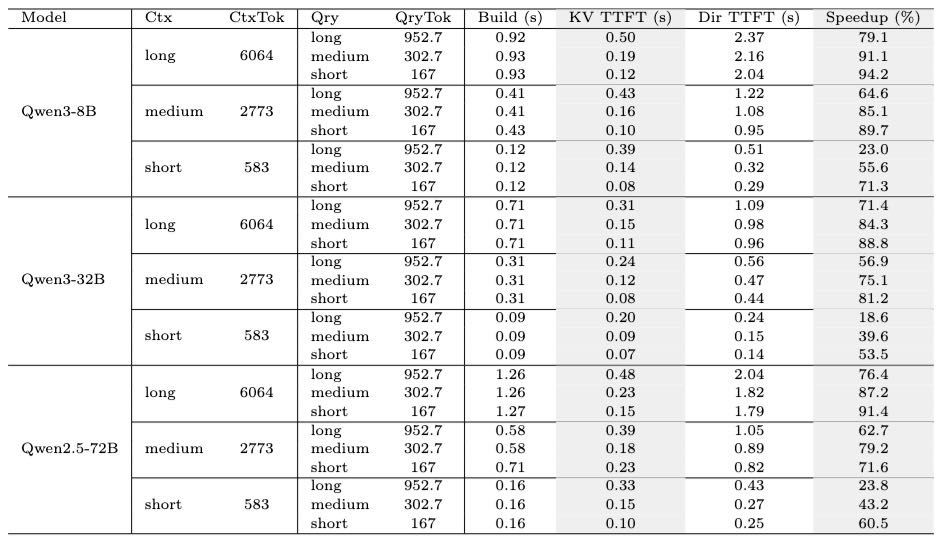 Model Ctx CtxTok Qry QryTok Build (s) KV TTFT (s) Dir TTFT (s) Speedup (%)
long 952.7 0.92 0.50 2.37 79.1
long 6064 medium 302.7 0.93 0.19 2.16 91.1
short 167 0.93 0.12 2.04 94.2
long 952.7 0.41 0.43 1.22 64.6
Qwen3-8B medium 2773 medium 302.7 0.41 0.16 1.08 85.1
short 167 0.43 0.10 0.95 89.7
long 952.7 0.12 0.39 0.51 23.0
short 583 medium 302.7 0.12 0.14 0.32 55.6
short 167 0.12 0.08 0.29 71.3
long 952.7 0.71 0.31 1.09 71.4
long 6064 medium 302.7 0.71 0.15 0.98 84.3
short 167 0.71 0.11 0.96 88.8
long 952.7 0.31 0.24 0.56 56.9
Qwen3-32B medium 2773 medium 302.7 0.31 0.12 0.47 75.1
short 167 0.31 0.08 0.44 81.2
long 952.7 0.09 0.20 0.24 18.6
short 583 medium 302.7 0.09 0.09 0.15 39.6
short 167 0.09 0.07 0.14 53.5
long 952.7 1.26 0.48 2.04 76.4
long 6064 medium 302.7 1.26 0.23 1.82 87.2
short 167 1.27 0.15 1.79 91.4
long 952.7 0.58 0.39 1.05 62.7
Qwen2.5-72B medium 2773 medium 302.7 0.58 0.18 0.89 79.2
short 167 0.71 0.23 0.82 71.6
long 952.7 0.16 0.33 0.43 23.8
short 583 medium 302.7 0.16 0.15 0.27 43.2
short 167 0.16 0.10 0.25 60.5